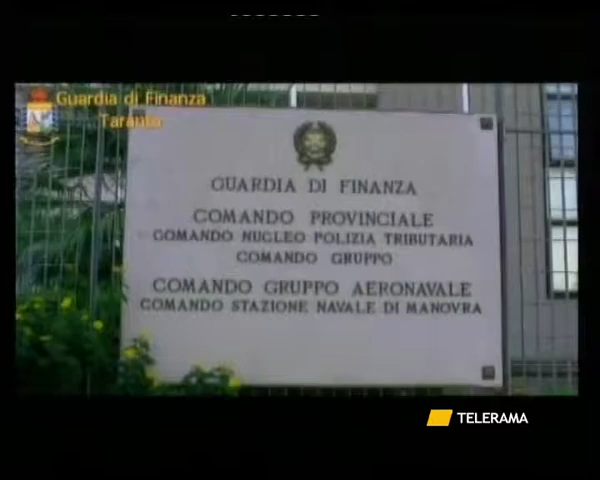 Guardia di Finanza
Taranto
GUARDIA DI FINANZA
COMANDO PROVINCIALE
COMANDO NUCLEO POLIZIA TRIBUTARIA
COMANDO GRUPPO
COMANDO GRUPPO AERONAVALE
COMANDO STAZIONE NAVALE DI MANOVRA
TELERAMA